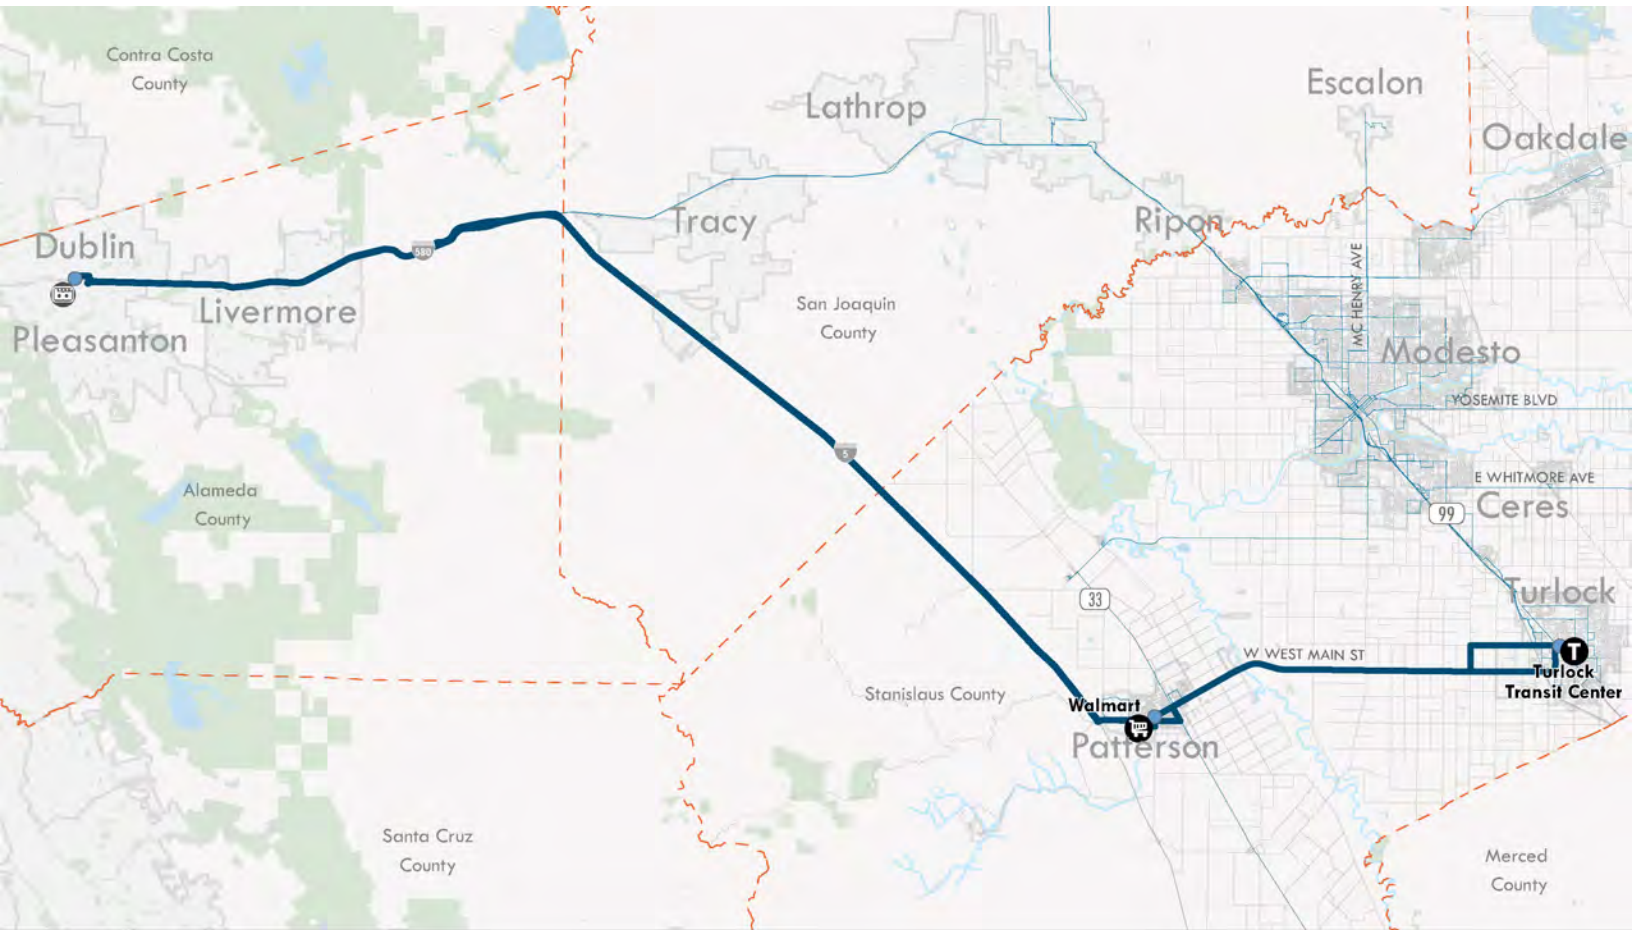 Contra Costa
County
Escalon
Lathrop
Oakdale
Tracy
Ripon
Dublin
580
Livermore
Pleasanton
San Joaquin
County
MC HENRY AVE
Modesto
YOSEMITE BLVD
5
E WHITMORE AVE
Ceres
99
Alameda
County
33
Turlock
W WEST MAIN ST
T
Turlock
Transit Center
Stanislaus County
Walmart
Patterson
Santa Cruz
County
Merced
County